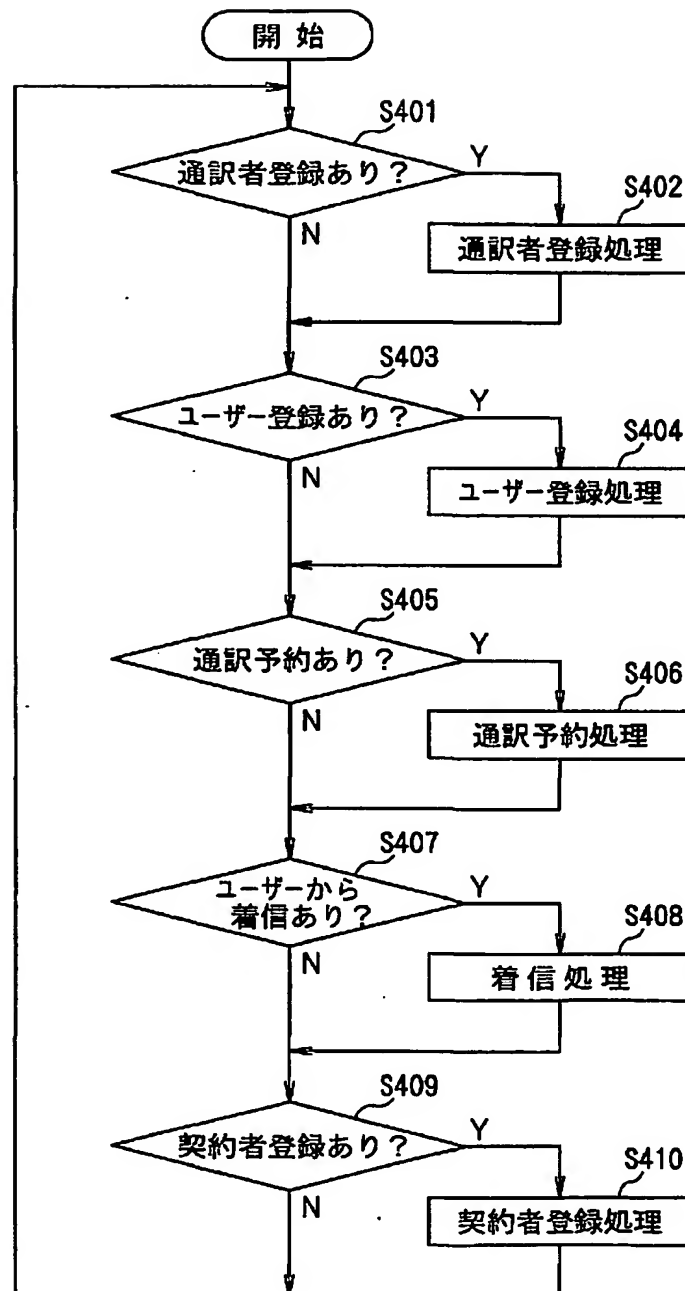 開始
S401
通訳者登録あり？
Y
N
S402
通訳者登録処理
S403
ユーザー登録あり？
Y
N
S404
ユーザー登録処理
S405
通訳予約あり？
Y
N
S406
通訳予約処理
S407
ユーザーから
着信あり？
Y
N
S408
着信処理
S409
契約者登録あり？
Y
N
S410
契約者登録処理